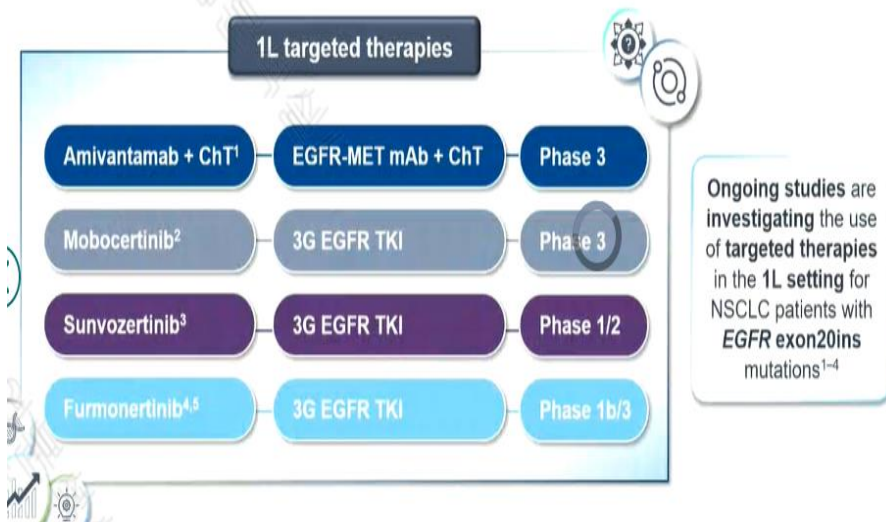 1L targeted therapies
?
Amivantamab + ChT¹ EGFR-MET mAb + ChT Phase 3
Mobocertinib² 3G EGFR TKI Phase 3
Sunvozertinib³ 3G EGFR TKI Phase 1/2
Furmonertinib⁴,⁵ 3G EGFR TKI Phase 1b/3
Ongoing studies are
investigating the use
of targeted therapies
in the 1L setting for
NSCLC patients with
EGFR exon20ins
mutations¹⁻⁴